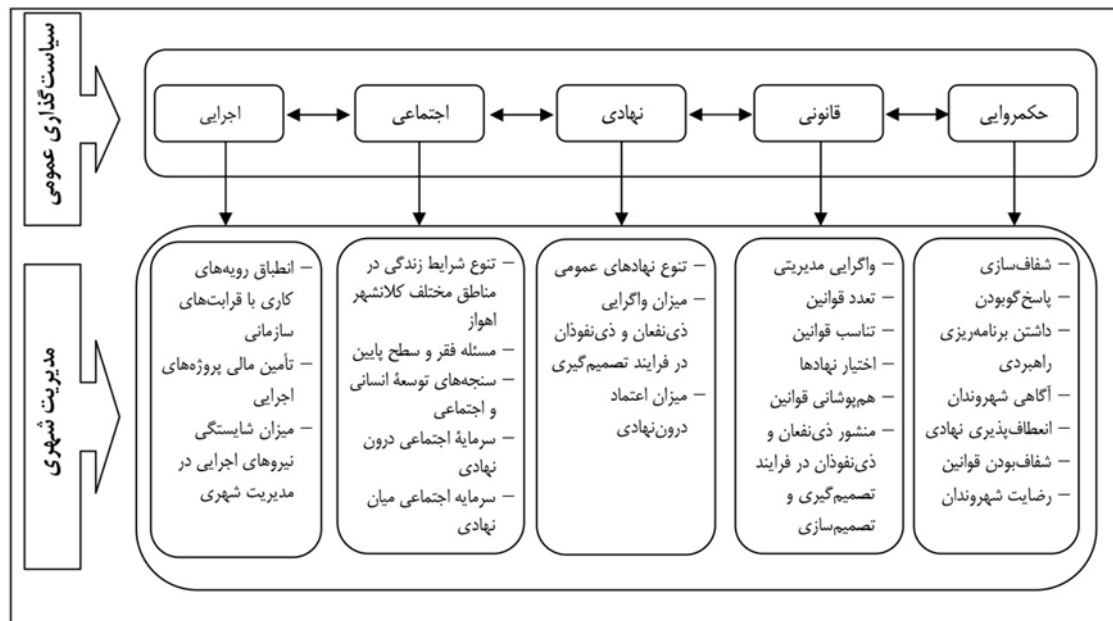 سیاست‌گذاری عمومی
حکمروایی
قانونی
نهادی
اجتماعی
اجرایی
مدیریت شهری
– شفاف‌سازی
– پاسخ‌گوبودن
– داشتن برنامه‌ریزی
راهبردی
– آگاهی شهروندان
– انعطاف‌پذیری نهادی
– شفاف‌بودن قوانین
– رضایت شهروندان
– واگرایی مدیریتی
– تعدد قوانین
– تناسب قوانین
– اختیار نهادها
– هم‌پوشانی قوانین
– منشور ذی‌نفعان و
ذی‌نفوذان در فرایند
تصمیم‌گیری و
تصمیم‌سازی
– تنوع نهادهای عمومی
– میزان واگرایی
ذی‌نفعان و ذی‌نفوذان
در فرایند تصمیم‌گیری
– میزان اعتماد
درون‌نهادی
– تنوع شرایط زندگی در
مناطق مختلف کلانشهر
اهواز
– مسئله فقر و سطح پایین
– سنجه‌های توسعۀ انسانی
و اجتماعی
– سرمایۀ اجتماعی درون
نهادی
– سرمایه اجتماعی میان
نهادی
– انطباق رویه‌های
کاری با قرابت‌های
سازمانی
– تأمین مالی پروژه‌های
اجرایی
– میزان شایستگی
نیروهای اجرایی در
مدیریت شهری